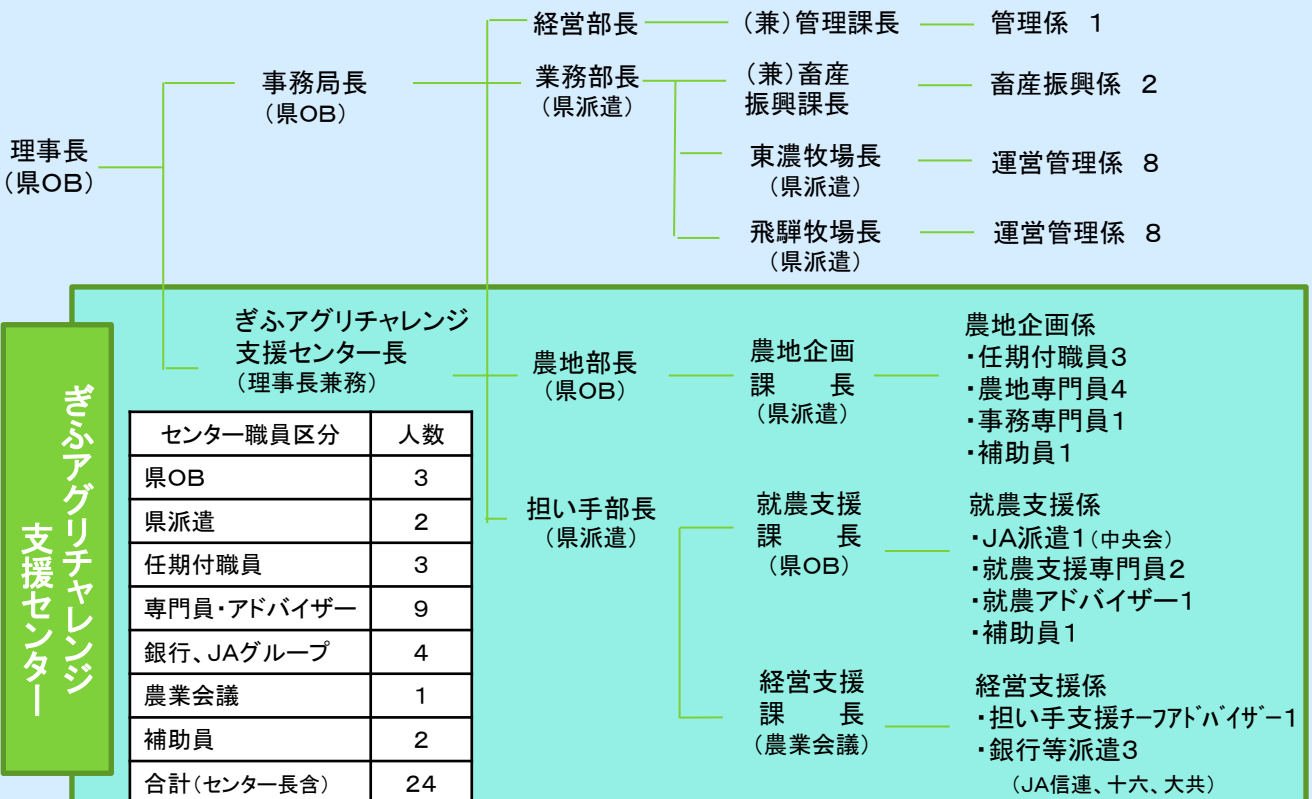 理事長
(県OB)
事務局長
(県OB)
経営部長
(兼)管理課長
管理係 1
業務部長
(県派遣)
(兼)畜産
振興課長
畜産振興係 2
東濃牧場長
(県派遣)
運営管理係 8
飛騨牧場長
(県派遣)
運営管理係 8
ぎふアグリチャレンジ
支援センター
ぎふアグリチャレンジ
支援センター長
(理事長兼務)
農地部長
(県OB)
農地企画
課 長
(県派遣)
農地企画係
・任期付職員3
・農地専門員4
・事務専門員1
・補助員1
担い手部長
(県派遣)
就農支援
課 長
(県OB)
就農支援係
・JA派遣1(中央会)
・就農支援専門員2
・就農アドバイザー1
・補助員1
経営支援
課 長
(農業会議)
経営支援係
・担い手支援ﾁｰﾌｱﾄﾞﾊﾞｲｻﾞｰ1
・銀行等派遣3
(JA信連、十六、大共)
センター職員区分 人数
県OB 3
県派遣 2
任期付職員 3
専門員・アドバイザー 9
銀行、JAグループ 4
農業会議 1
補助員 2
合計(センター長含) 24